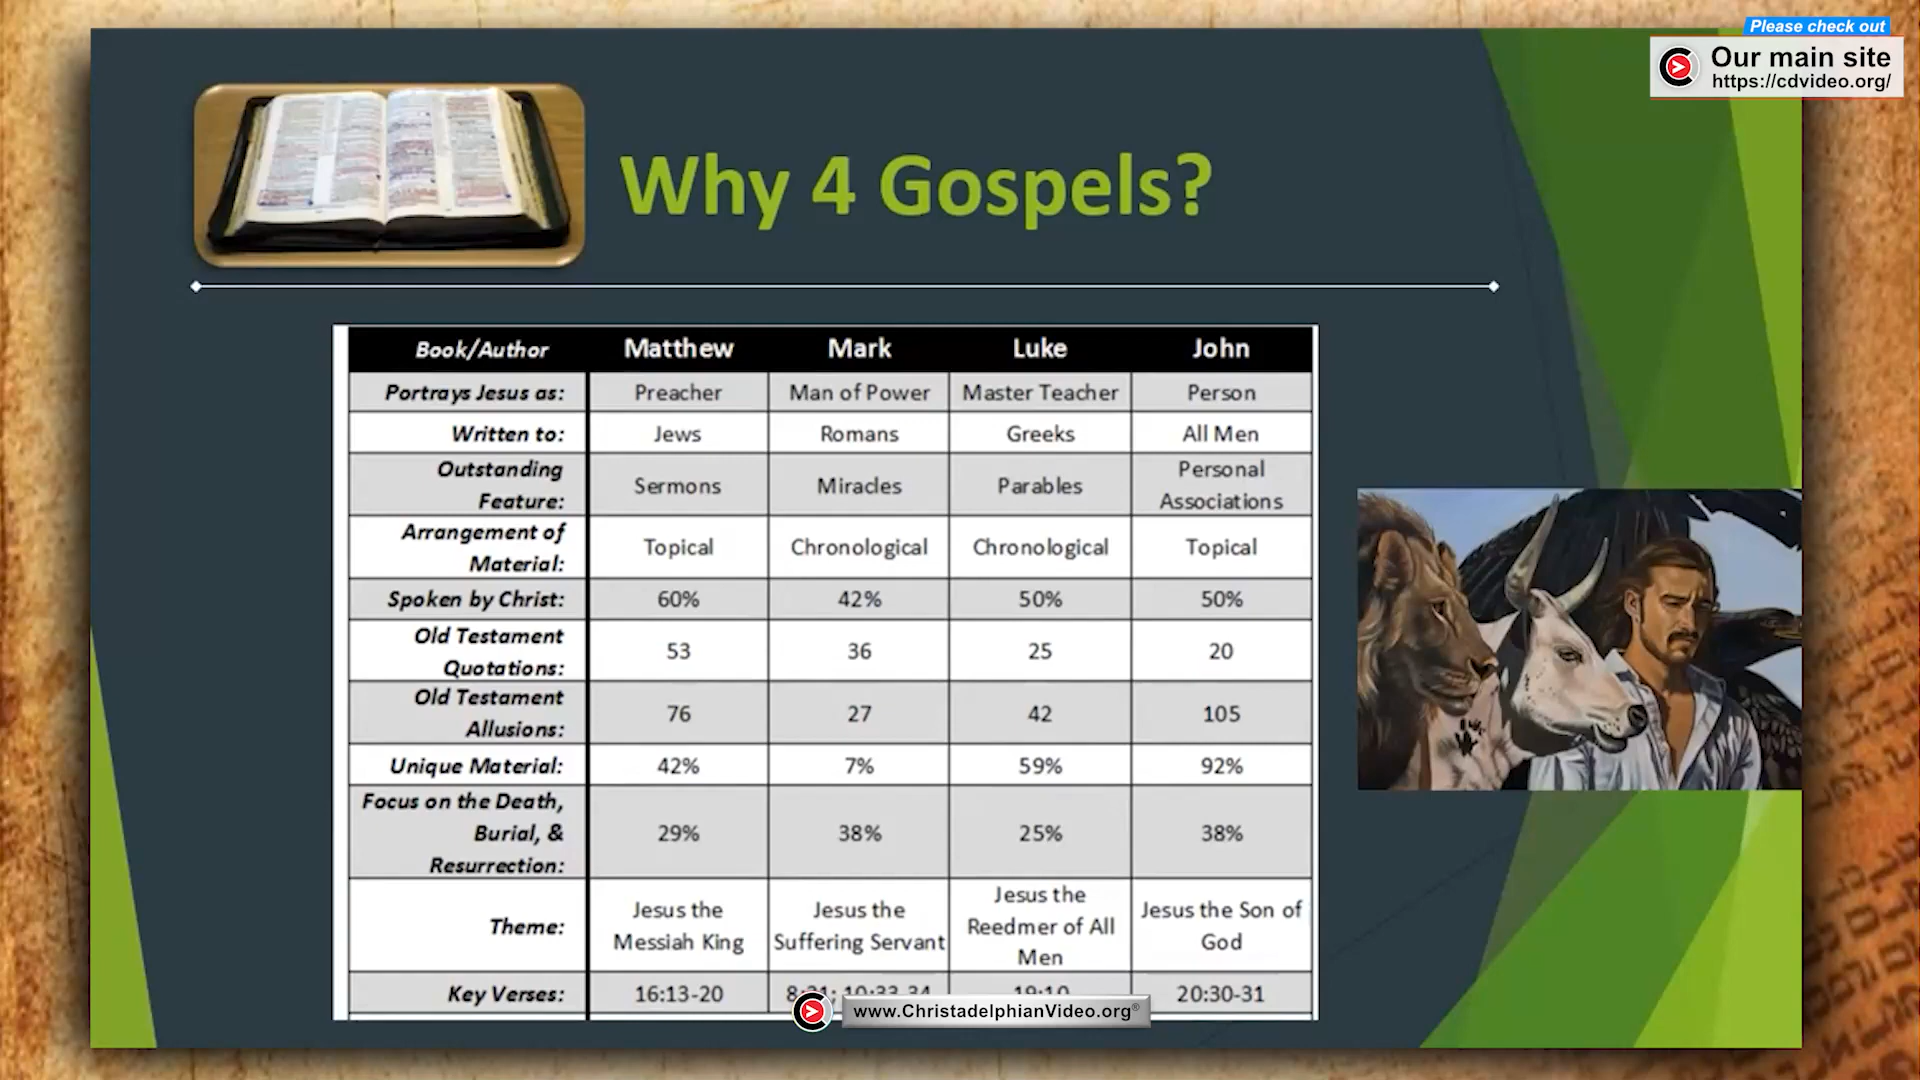 Please check out
Our main site
https://cdvideo.org/
Why 4 Gospels?
Book/Author Matthew Mark Luke John
Portrays Jesus as: Preacher Man of Power Master Teacher Person
Written to: Jews Romans Greeks All Men
Outstanding Feature: Sermons Miracles Parables Personal Associations
Arrangement of Material: Topical Chronological Chronological Topical
Spoken by Christ: 60% 42% 50% 50%
Old Testament Quotations: 53 36 25 20
Old Testament Allusions: 76 27 42 105
Unique Material: 42% 7% 59% 92%
Focus on the Death, Burial, & Resurrection: 29% 38% 25% 38%
Theme: Jesus the Messiah King Jesus the Suffering Servant Jesus the Reedmer of All Men Jesus the Son of God
Key Verses: 16:13-20 19:10 20:30-31
www.ChristadelphianVideo.org®